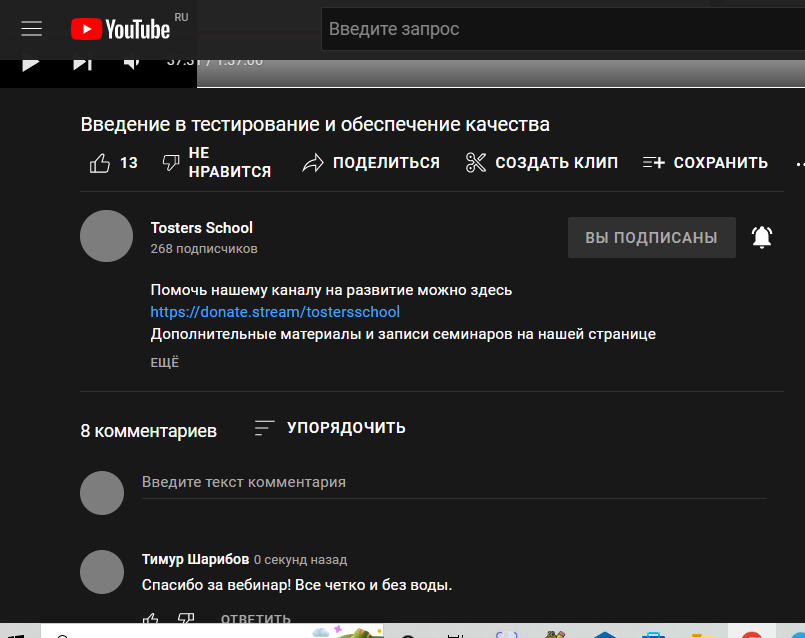 YouTube RU
Введите запрос
37:31 / 1:37:00
Введение в тестирование и обеспечение качества
13
НЕ
НРАВИТСЯ
ПОДЕЛИТЬСЯ
СОЗДАТЬ КЛИП
СОХРАНИТЬ
Tosters School
268 подписчиков
ВЫ ПОДПИСАНЫ
Помочь нашему каналу на развитие можно здесь
https://donate.stream/tostersschool
Дополнительные материалы и записи семинаров на нашей странице
ЕЩЁ
8 комментариев
УПОРЯДОЧИТЬ
Введите текст комментария
Тимур Шарибов 0 секунд назад
Спасибо за вебинар! Все четко и без воды.
ОТВЕТИТЬ